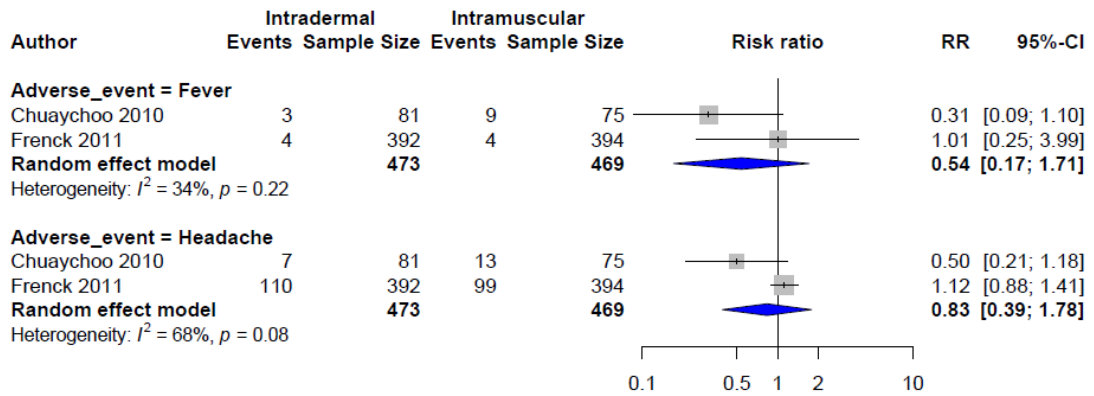 Intradermal Intramuscular
Author Events Sample Size Events Sample Size Risk ratio RR 95%-CI
Adverse_event = Fever
Chuaychoo 2010 3 81 9 75 0.31 [0.09; 1.10]
Frenck 2011 4 392 4 394 1.01 [0.25; 3.99]
Random effect model 473 469 0.54 [0.17; 1.71]
Heterogeneity: I² = 34%, p = 0.22
Adverse_event = Headache
Chuaychoo 2010 7 81 13 75 0.50 [0.21; 1.18]
Frenck 2011 110 392 99 394 1.12 [0.88; 1.41]
Random effect model 473 469 0.83 [0.39; 1.78]
Heterogeneity: I² = 68%, p = 0.08
0.1 0.5 1 2 10